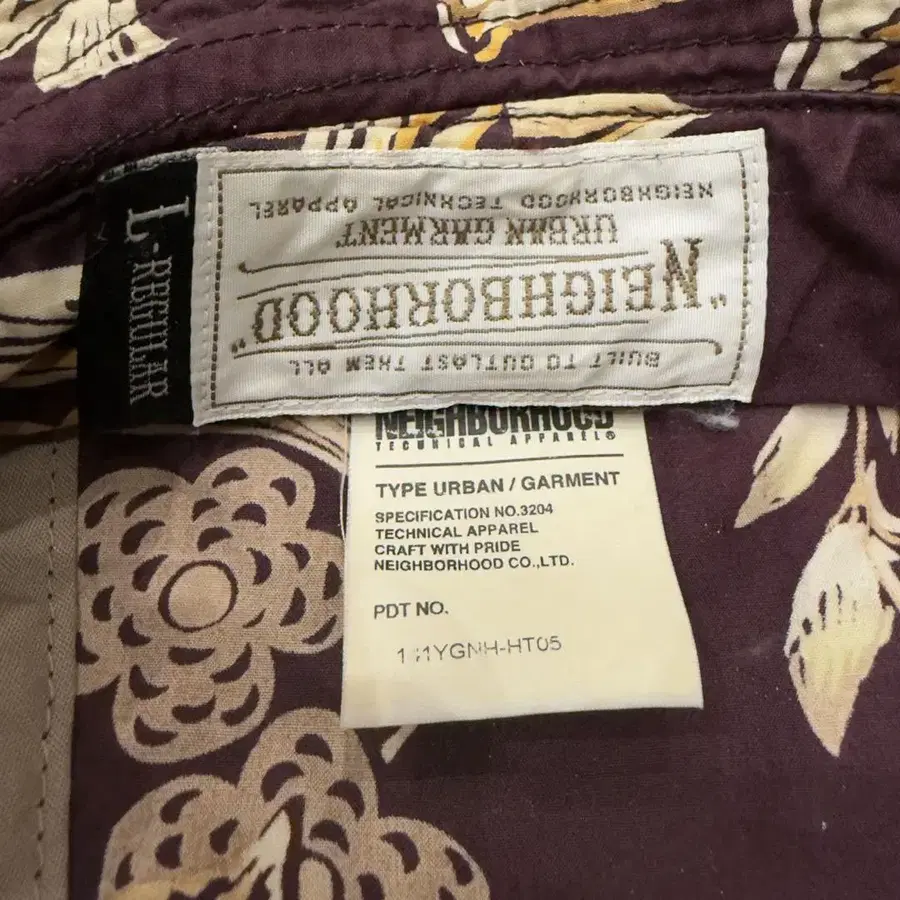 L-REGULAR
NEIGHBORHOOD TECHNICAL APPAREL
URBAN GARMENT.
"NEIGHBORHOOD"
BUILT TO OUTLAST THEM ALL
NEIGHBORHOOD
TECHNICAL APPAREL®
TYPE URBAN / GARMENT
SPECIFICATION NO.3204
TECHNICAL APPAREL
CRAFT WITH PRIDE
NEIGHBORHOOD CO.,LTD.
PDT NO.
111YGNH-HT05